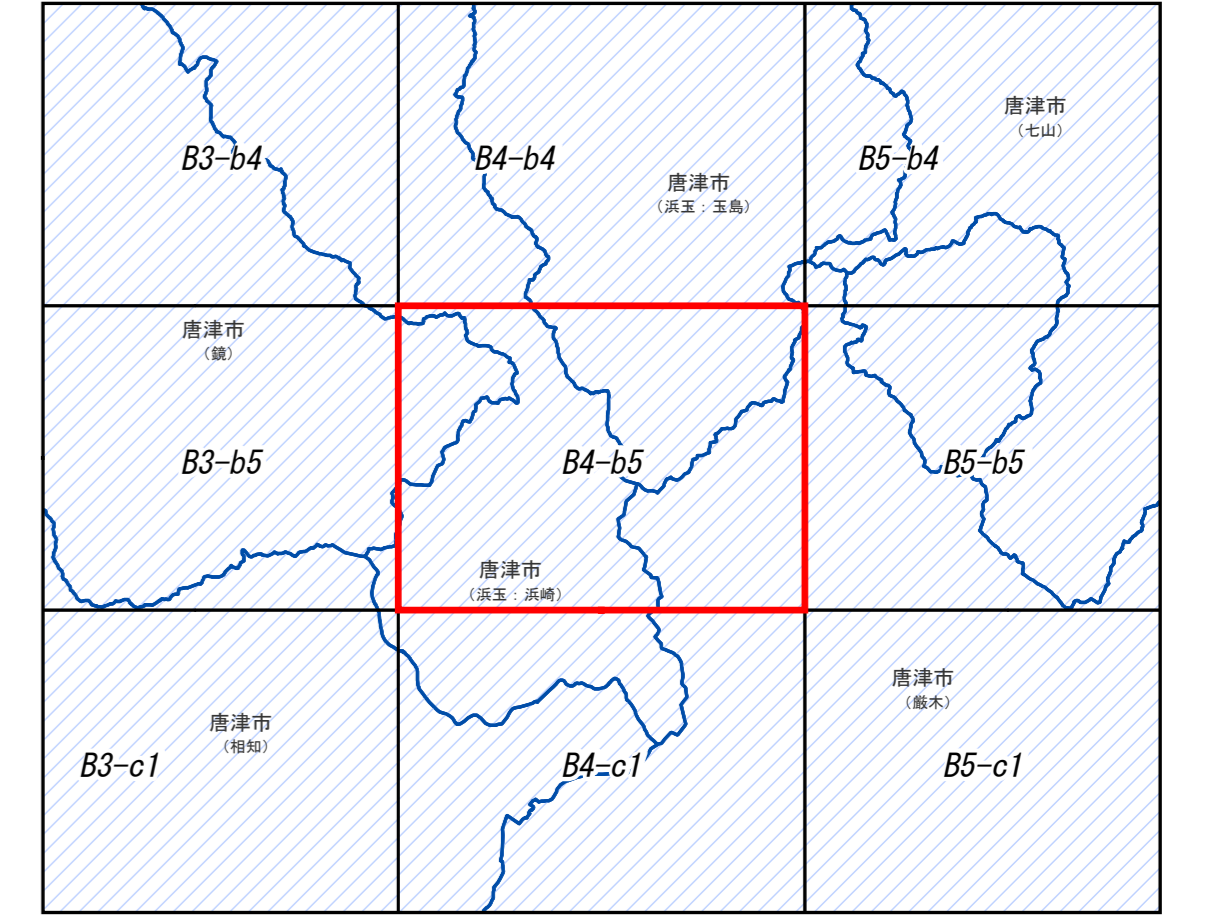 唐津市
（七山）
B3-b4
B4-b4
B5-b4
唐津市
（浜玉：玉島）
唐津市
（鏡）
B3-b5
B4-b5
B5-b5
唐津市
（浜玉：浜崎）
唐津市
（厳木）
唐津市
（相知）
B3-c1
B4-c1
B5-c1